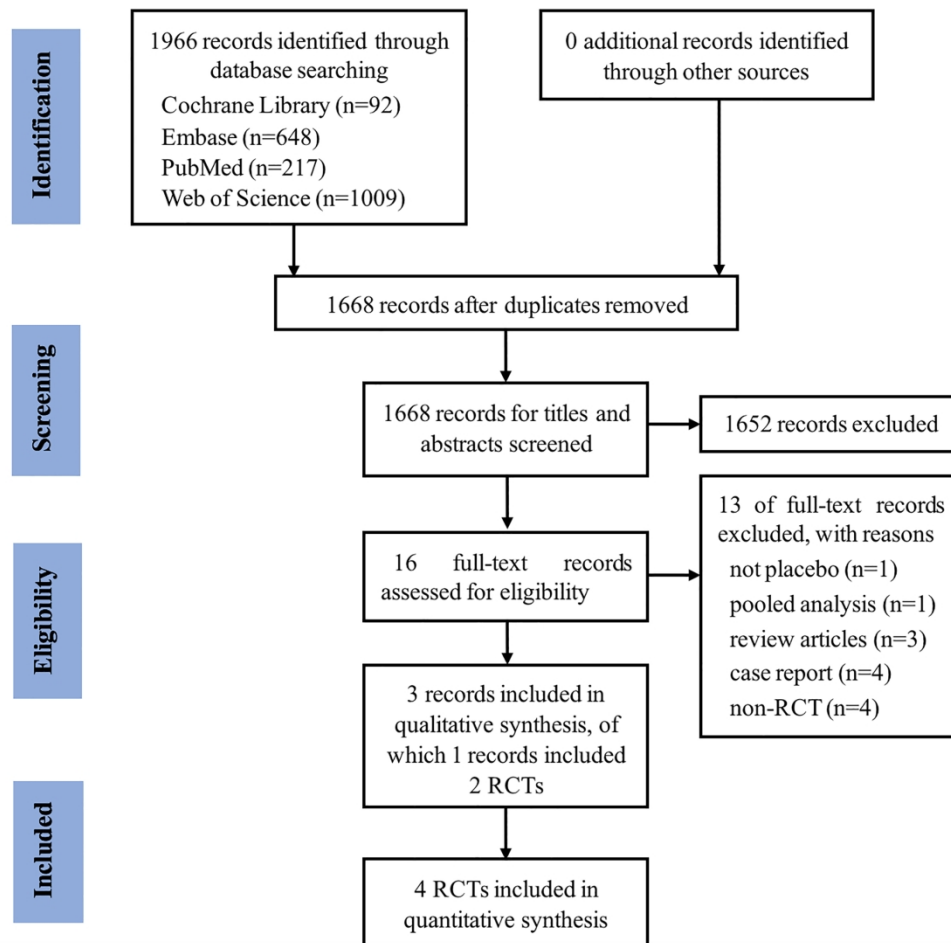 Identification
1966 records identified through
database searching
Cochrane Library (n=92)
Embase (n=648)
PubMed (n=217)
Web of Science (n=1009)
0 additional records identified
through other sources
1668 records after duplicates removed
Screening
1668 records for titles and
abstracts screened
1652 records excluded
Eligibility
16 full-text records
assessed for eligibility
13 of full-text records
excluded, with reasons
not placebo (n=1)
pooled analysis (n=1)
review articles (n=3)
case report (n=4)
non-RCT (n=4)
3 records included in
qualitative synthesis, of
which 1 records included
2 RCTs
Included
4 RCTs included in
quantitative synthesis